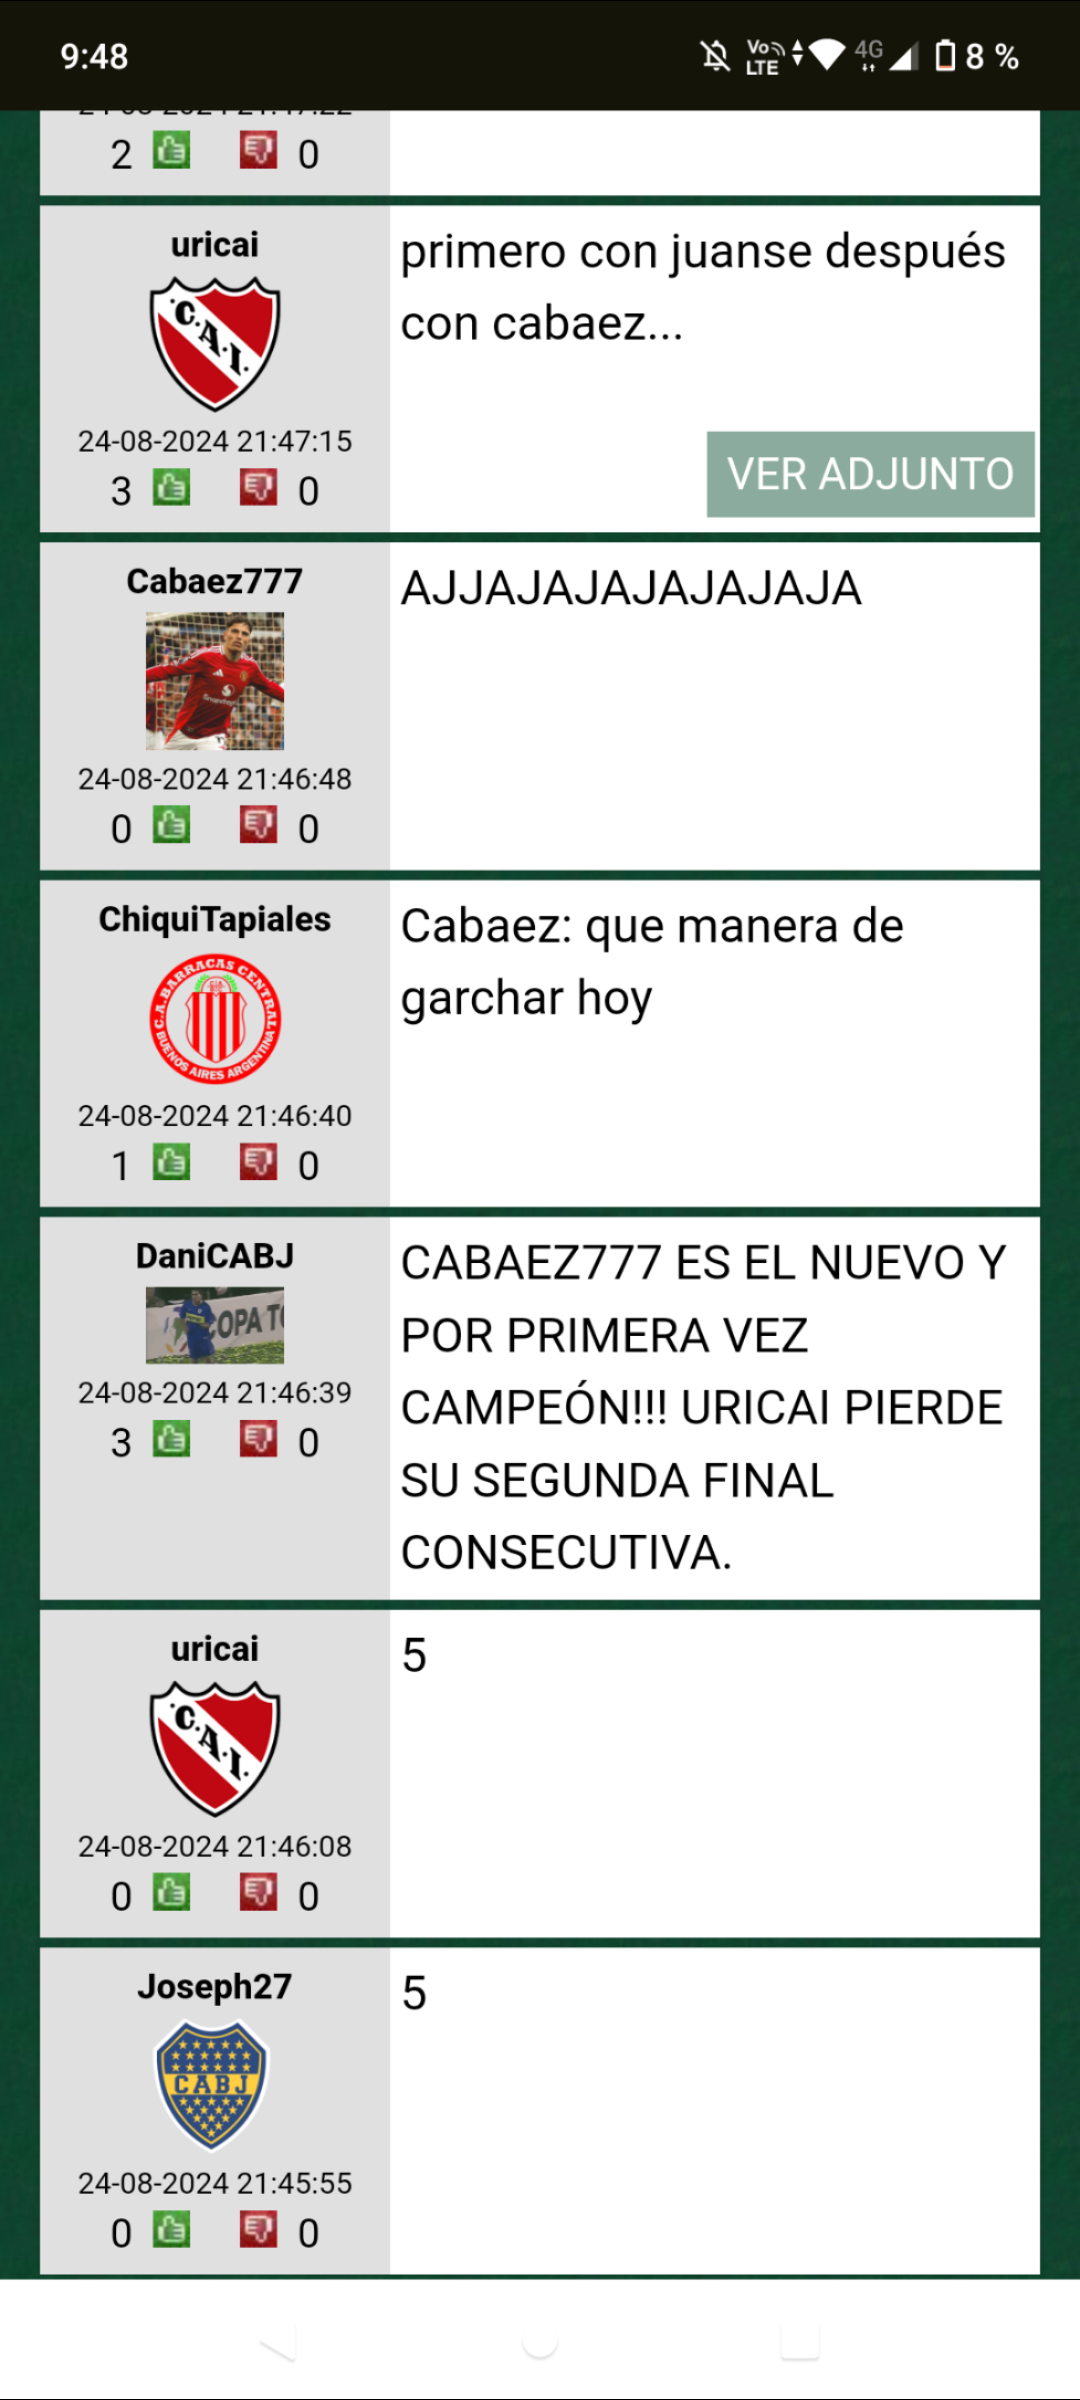 9:48 Vo LTE 4G 8 %
2 0
uricai
primero con juanse después
con cabaez...
C.A.I.
24-08-2024 21:47:15
3 0
VER ADJUNTO
Cabaez777
AJJAJAJAJAJAJAJA
24-08-2024 21:46:48
0 0
ChiquiTapiales
Cabaez: que manera de
garchar hoy
C.A. BARRACAS CENTRAL
BUENOS AIRES ARGENTINA
24-08-2024 21:46:40
1 0
DaniCABJ
CABAEZ777 ES EL NUEVO Y
POR PRIMERA VEZ
CAMPEÓN!!! URICAI PIERDE
SU SEGUNDA FINAL
CONSECUTIVA.
COPA TO
24-08-2024 21:46:39
3 0
uricai
5
C.A.I.
24-08-2024 21:46:08
0 0
Joseph27
5
CABJ
24-08-2024 21:45:55
0 0